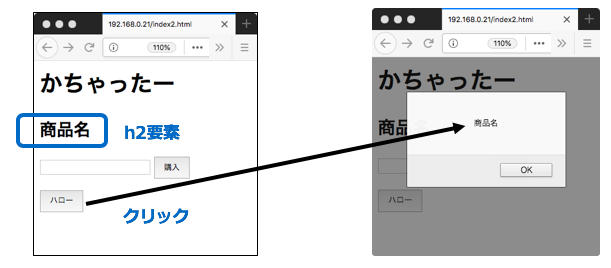 192.168.0.21/index2.html
110%
かちゃったー
商品名
h2要素
購入
ハロー
クリック
192.168.0.21/index2.html
110%
かちゃったー
商品
商品名
OK
ハロー